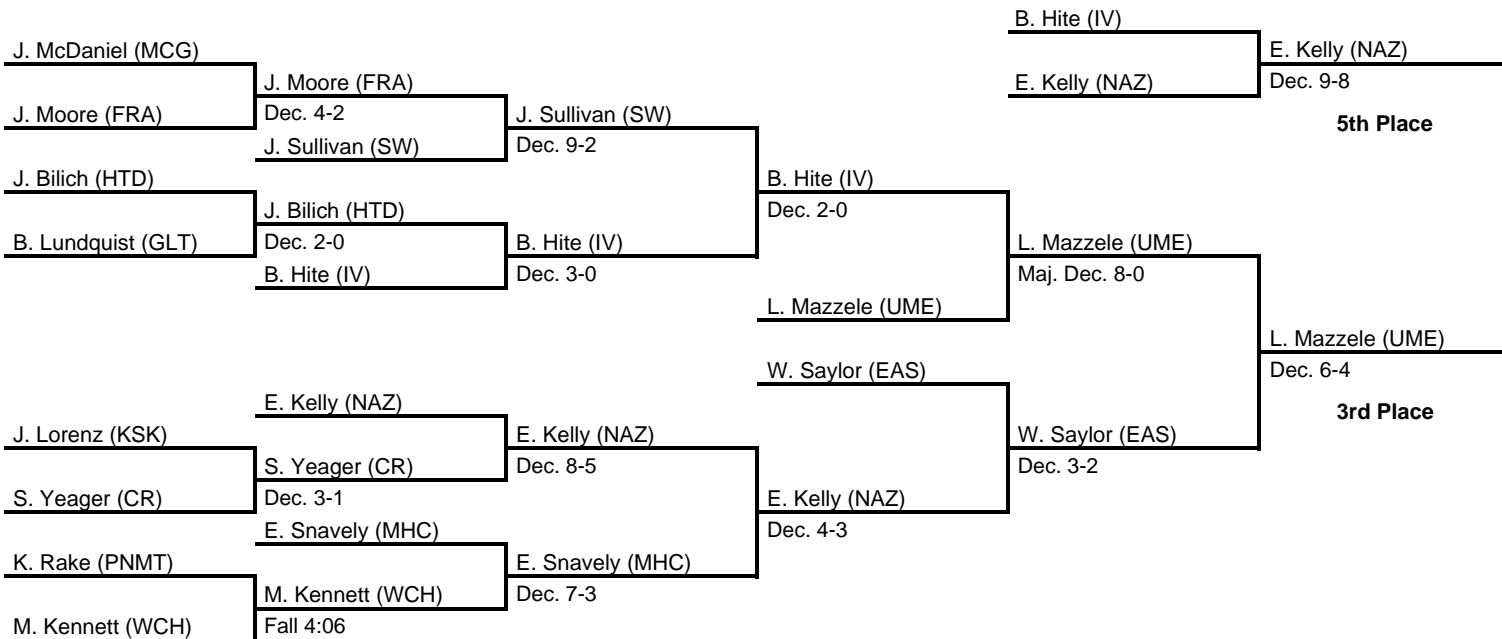 B. Hite (IV)
J. McDaniel (MCG)
E. Kelly (NAZ)
J. Moore (FRA)
E. Kelly (NAZ)
Dec. 9-8
J. Moore (FRA)
Dec. 4-2
J. Sullivan (SW)
5th Place
J. Sullivan (SW)
Dec. 9-2
J. Bilich (HTD)
B. Hite (IV)
J. Bilich (HTD)
Dec. 2-0
B. Lundquist (GLT)
Dec. 2-0
B. Hite (IV)
L. Mazzele (UME)
B. Hite (IV)
Dec. 3-0
Maj. Dec. 8-0
L. Mazzele (UME)
L. Mazzele (UME)
W. Saylor (EAS)
Dec. 6-4
E. Kelly (NAZ)
3rd Place
J. Lorenz (KSK)
E. Kelly (NAZ)
W. Saylor (EAS)
S. Yeager (CR)
Dec. 8-5
Dec. 3-2
S. Yeager (CR)
Dec. 3-1
E. Kelly (NAZ)
E. Snavely (MHC)
Dec. 4-3
K. Rake (PNMT)
E. Snavely (MHC)
M. Kennett (WCH)
Dec. 7-3
M. Kennett (WCH)
Fall 4:06